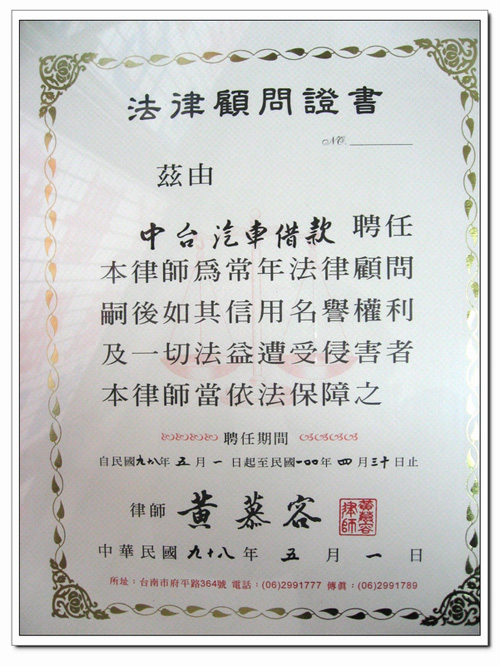 法律顧問證書
NO.
茲由
中台汽車借款 聘任
本律師為常年法律顧問
嗣後如其信用名譽權利
及一切法益遭受侵害者
本律師當依法保障之
聘任期間
自民國九八年五月一日起至民國一00年四月三十日止
律師 黃慕容 黃慕容律師
中華民國九十八年五月一日
所址：台南市府平路364號 電話：(06)2991777 傳真：(06)2991789